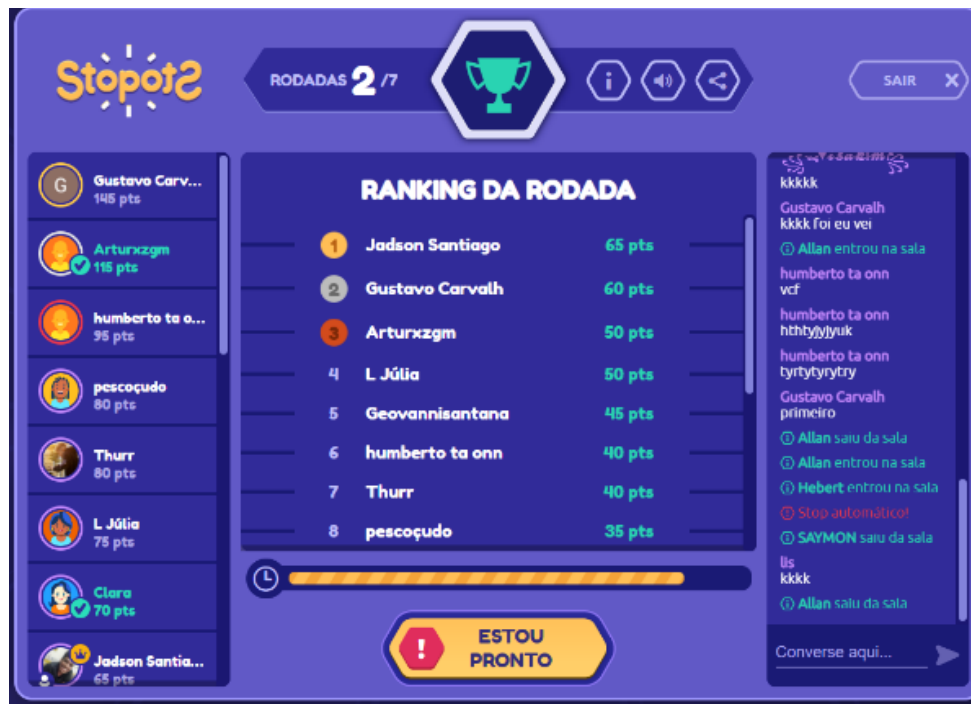 StopotS
RODADAS 2 /7
SAIR X
G
Gustavo Carv...
145 pts
Arturxzgm
115 pts
humberto ta o...
95 pts
pescoçudo
80 pts
Thurr
80 pts
L Júlia
75 pts
Clara
70 pts
Jadson Santia...
65 pts
RANKING DA RODADA
1 Jadson Santiago 65 pts
2 Gustavo Carvalh 60 pts
3 Arturxzgm 50 pts
4 L Júlia 50 pts
5 Geovannisantana 45 pts
6 humberto ta onn 40 pts
7 Thurr 40 pts
8 pescoçudo 35 pts
! ESTOU
PRONTO
kkkkk
Gustavo Carvalh
kkkk foi eu vei
Allan entrou na sala
humberto ta onn
vcf
humberto ta onn
hthtyjyjyuk
humberto ta onn
tyrtytyrytry
Gustavo Carvalh
primeiro
Allan saiu da sala
Allan entrou na sala
Hebert entrou na sala
Stop automático!
SAYMON saiu da sala
lis
kkkk
Allan saiu da sala
Converse aqui...